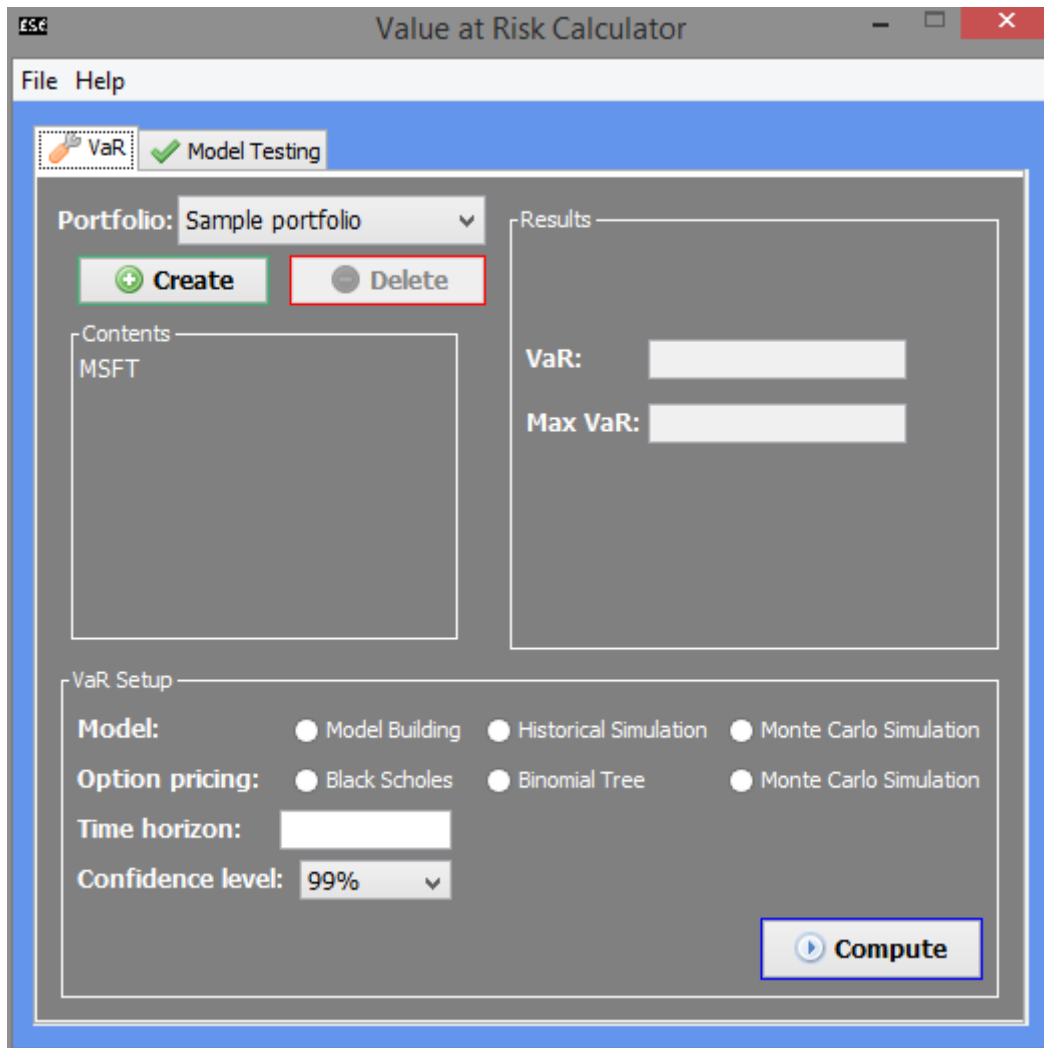 ESG
Value at Risk Calculator
File Help
VaR Model Testing
Portfolio: Sample portfolio
Create Delete
Contents
MSFT
Results
VaR:
Max VaR:
VaR Setup
Model: Model Building Historical Simulation Monte Carlo Simulation
Option pricing: Black Scholes Binomial Tree Monte Carlo Simulation
Time horizon:
Confidence level: 99%
Compute